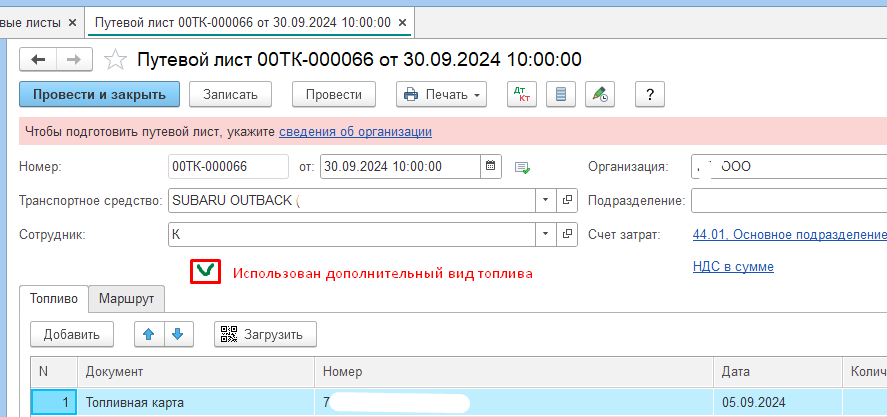 вые листы × Путевой лист 00ТК-000066 от 30.09.2024 10:00:00 ×
Путевой лист 00ТК-000066 от 30.09.2024 10:00:00
Провести и закрыть Записать Провести Печать Дт Кт ?
Чтобы подготовить путевой лист, укажите сведения об организации
Номер: 00ТК-000066 от: 30.09.2024 10:00:00 Организация: ООО
Транспортное средство: SUBARU OUTBACK ( Подразделение:
Сотрудник: К Счет затрат: 44.01, Основное подразделение
Использован дополнительный вид топлива НДС в сумме
Топливо Маршрут
Добавить Загрузить
N Документ Номер Дата Колич
1 Топливная карта 7 05.09.2024